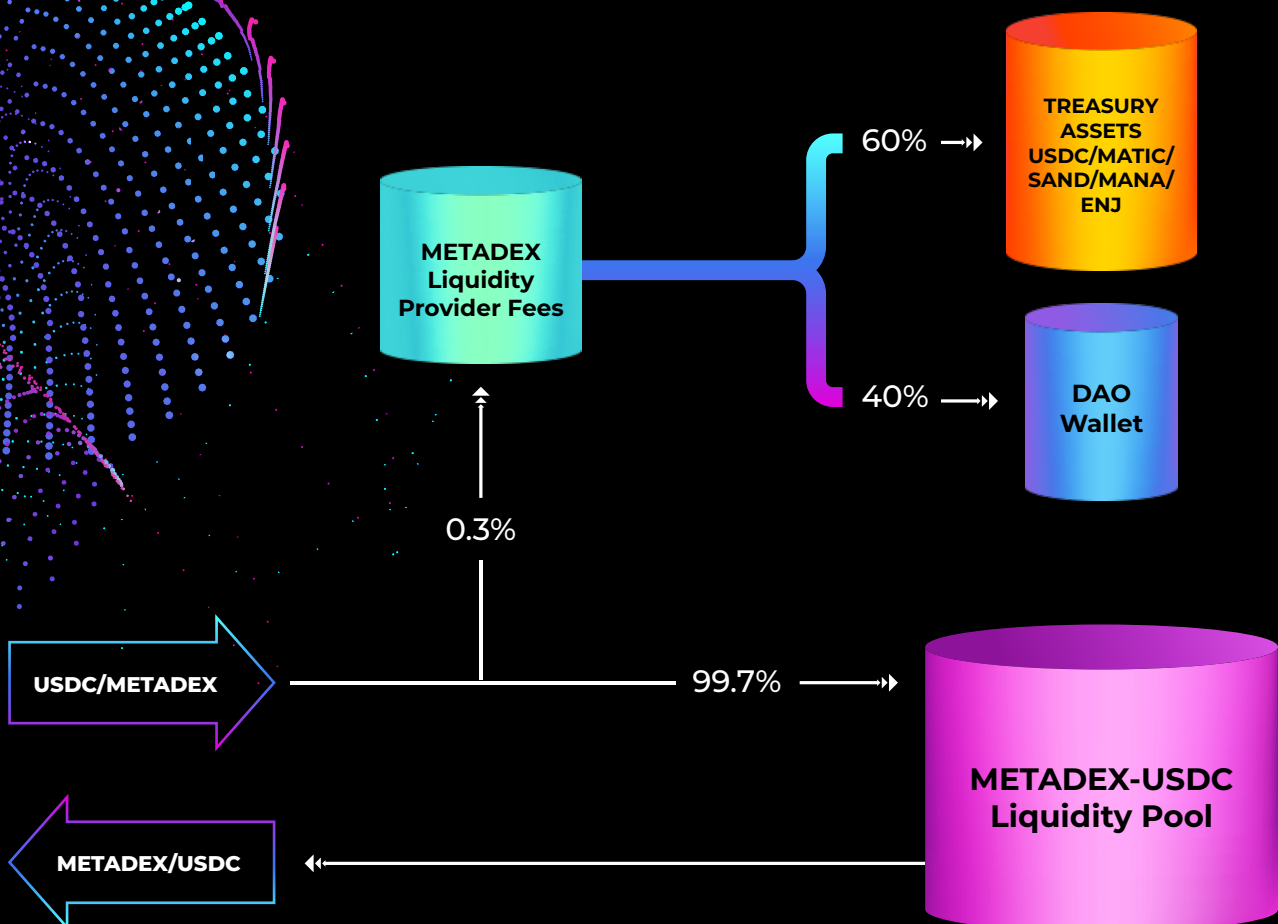 TREASURY
ASSETS
USDC/MATIC/
SAND/MANA/
ENJ
60%
METADEX
Liquidity
Provider Fees
40%
DAO
Wallet
0.3%
USDC/METADEX
99.7%
METADEX-USDC
Liquidity Pool
METADEX/USDC